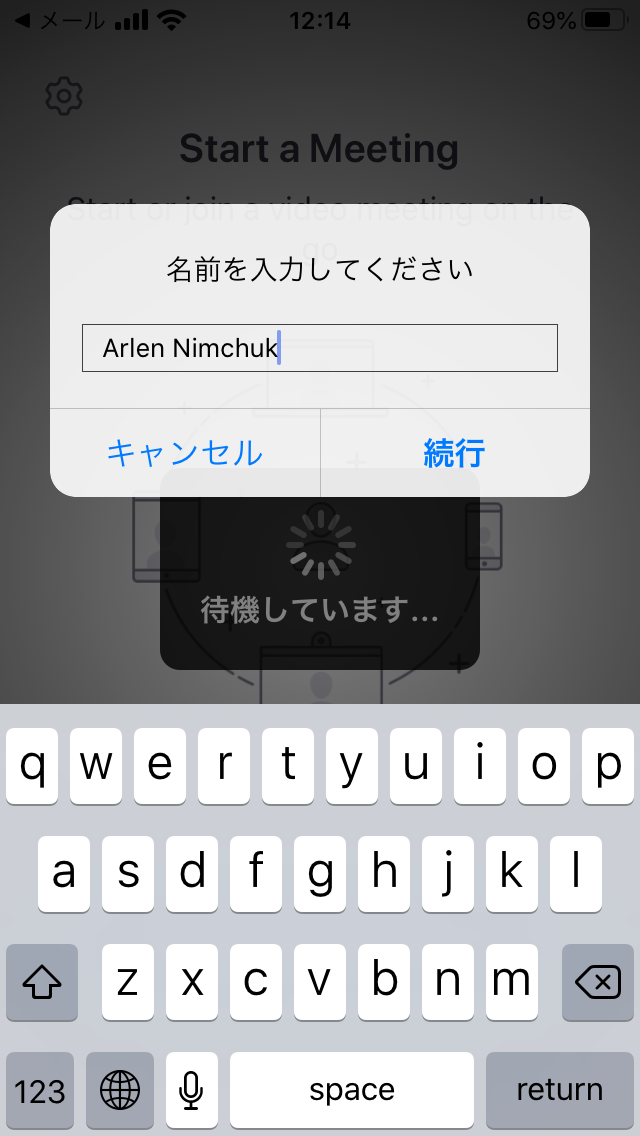 メール 12:14 69%
Start a Meeting
Start or join a video meeting on the
go
名前を入力してください
Arlen Nimchuk
キャンセル 続行
待機しています...
q w e r t y u i o p
a s d f g h j k l
z x c v b n m
123 space return